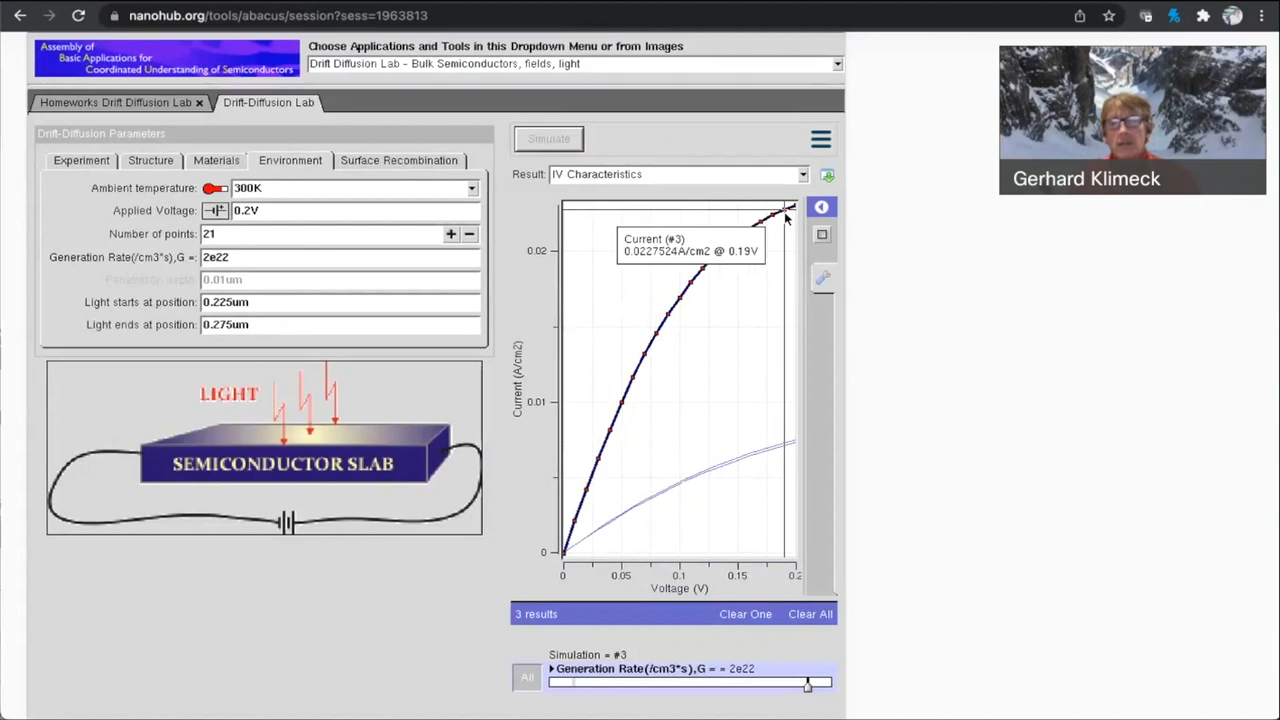 nanohub.org/tools/abacus/session?sess=1963813
Assembly of
Basic Applications for
Coordinated Understanding of Semiconductors
Choose Applications and Tools in this Dropdown Menu or from Images
Drift Diffusion Lab - Bulk Semiconductors, fields, light
Homeworks Drift Diffusion Lab
Drift-Diffusion Lab
Drift-Diffusion Parameters
Experiment
Structure
Materials
Environment
Surface Recombination
Ambient temperature: 300K
Applied Voltage: 0.2V
Number of points: 21
Generation Rate(/cm3*s),G =: 2e22
Penetration depth: 0.01um
Light starts at position: 0.225um
Light ends at position: 0.275um
LIGHT
SEMICONDUCTOR SLAB
Simulate
Result: IV Characteristics
Current (#3)
0.0227524A/cm2 @ 0.19V
0.02
0.01
0
Current (A/cm2)
0 0.05 0.1 0.15 0.2
Voltage (V)
3 results Clear One Clear All
Simulation = #3
All
Generation Rate(/cm3*s),G = = 2e22
Gerhard Klimeck